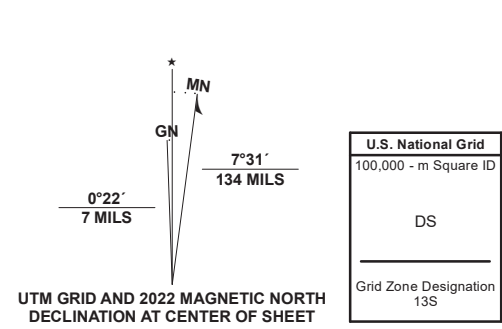 ★
MN
GN
7°31´
134 MILS
0°22´
7 MILS
UTM GRID AND 2022 MAGNETIC NORTH
DECLINATION AT CENTER OF SHEET
U.S. National Grid
100,000 - m Square ID
DS
Grid Zone Designation
13S